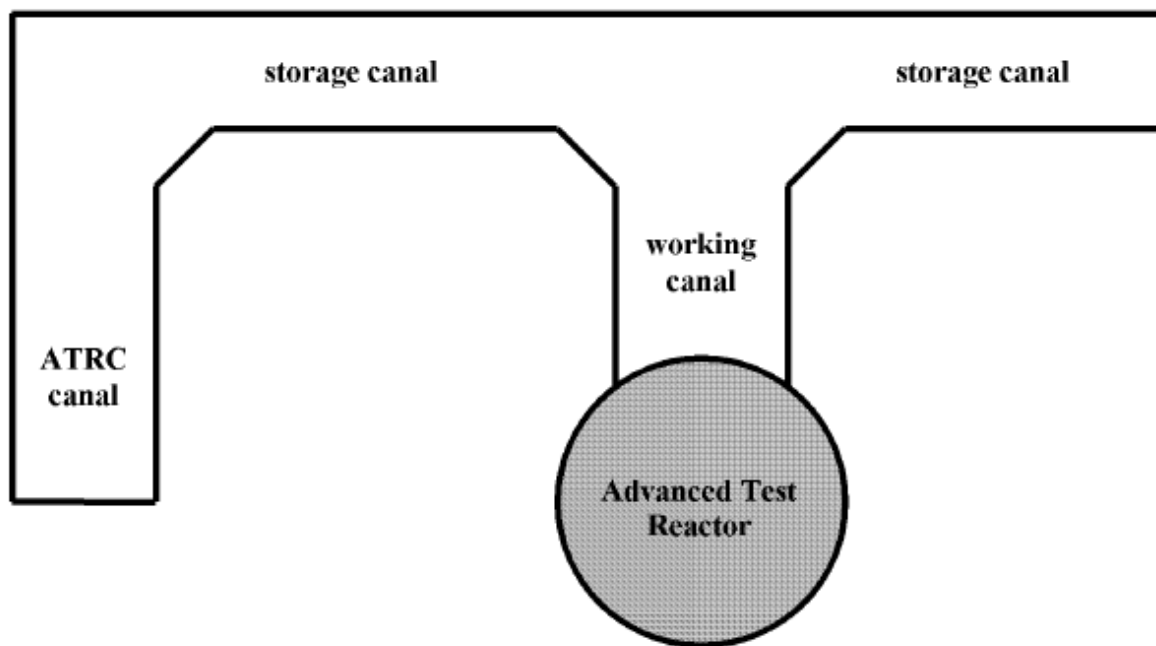 storage canal
storage canal
working
canal
ATRC
canal
Advanced Test
Reactor